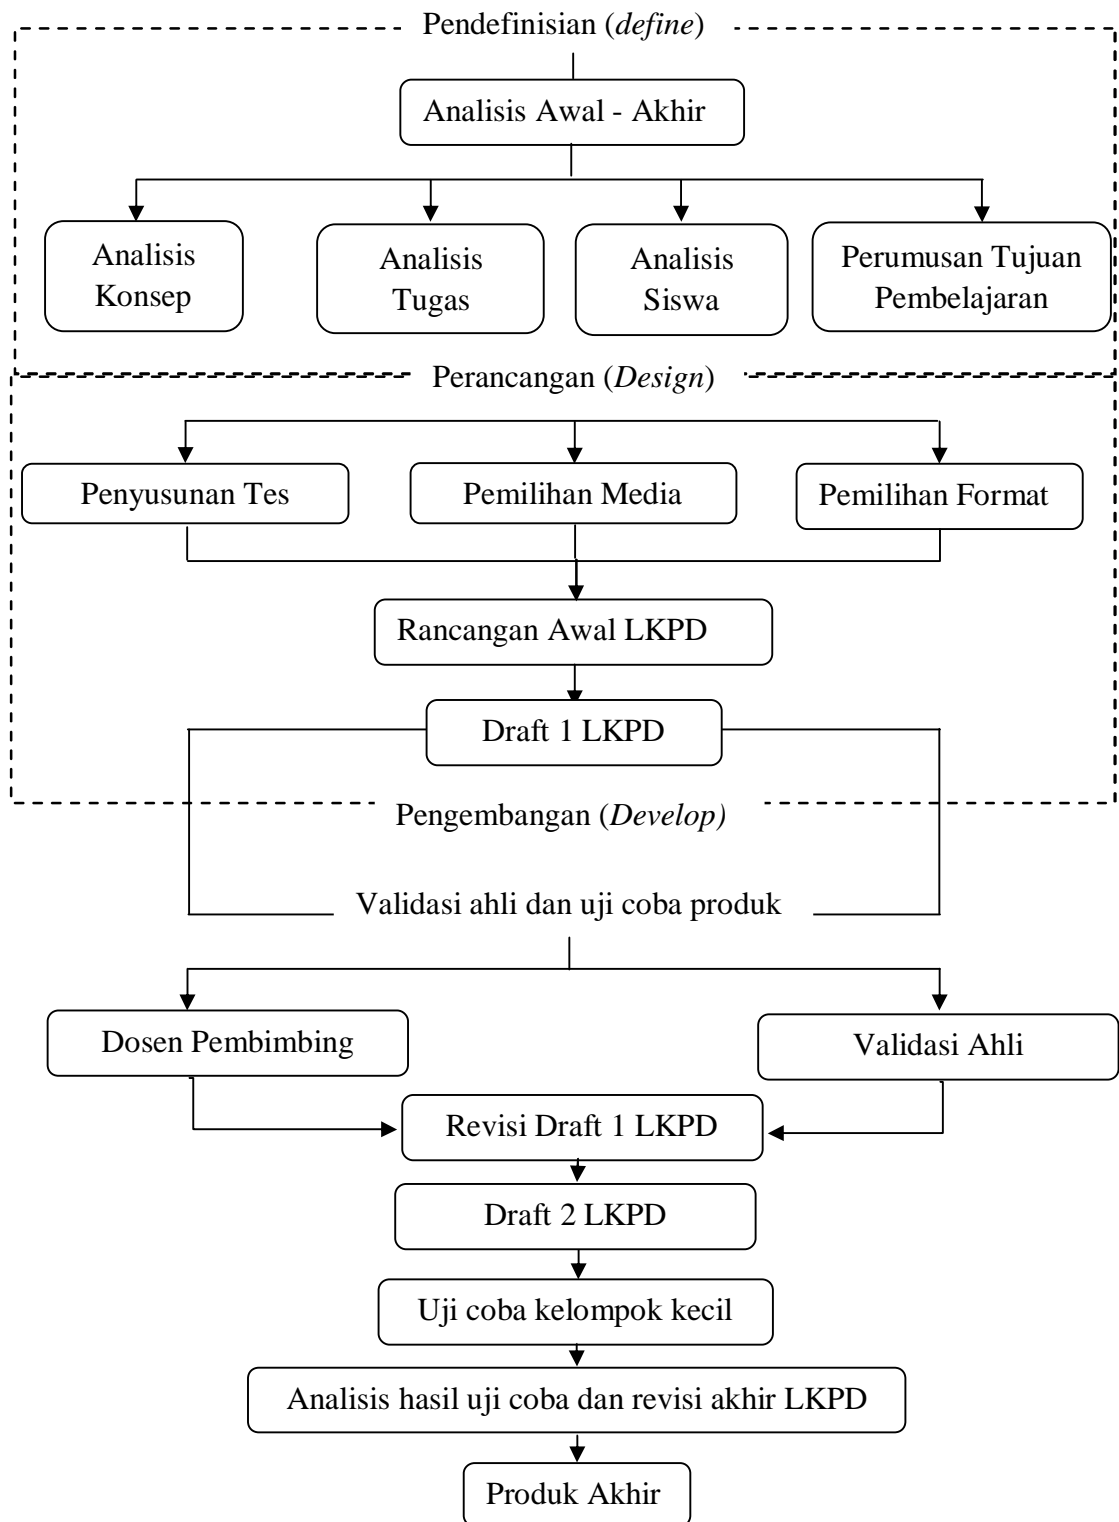 Pendefinisian (define)
Analisis Awal - Akhir
Analisis
Konsep
Analisis
Tugas
Analisis
Siswa
Perumusan Tujuan
Pembelajaran
Perancangan (Design)
Penyusunan Tes
Pemilihan Media
Pemilihan Format
Rancangan Awal LKPD
Draft 1 LKPD
Pengembangan (Develop)
Validasi ahli dan uji coba produk
Dosen Pembimbing
Validasi Ahli
Revisi Draft 1 LKPD
Draft 2 LKPD
Uji coba kelompok kecil
Analisis hasil uji coba dan revisi akhir LKPD
Produk Akhir